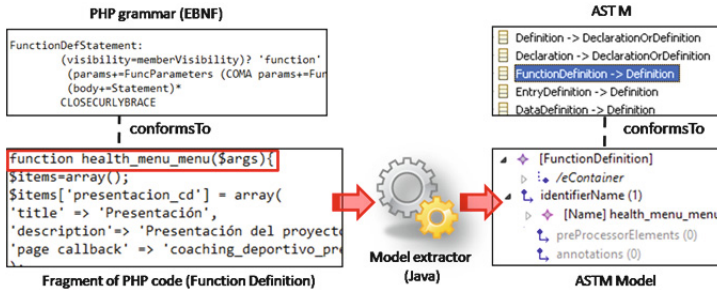 PHP grammar (EBNF)
FunctionDefStatement:
(visibility=memberVisibility)? 'function'
(params+=FuncParameters (COMA params+=Fur
(body+=Statement)*
CLOSECURLYBRACE
conformsTo
function health_menu_menu($args){
$items=array();
$items['presentacion_cd'] = array(
'title' => 'Presentación',
'description'=> 'Presentación del proyecto
'page callback' => 'coaching_deportivo_pre
Fragment of PHP code (Function Definition)
Model extractor
(Java)
ASTM
Definition -> DeclarationOrDefinition
Declaration -> DeclarationOrDefinition
FunctionDefinition -> Definition
EntryDefinition -> Definition
DataDefinition -> Definition
conformsTo
[FunctionDefinition]
/eContainer
identifierName (1)
[Name] health_menu_menu
preProcessorElements (0)
annotations (0)
ASTM Model